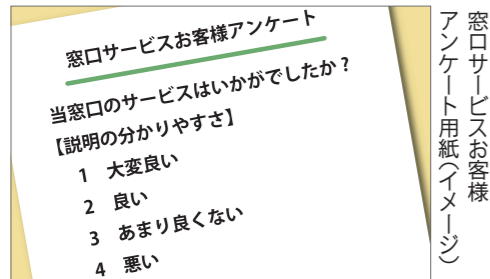 窓口サービスお客様アンケート
当窓口のサービスはいかがでしたか？
【説明の分かりやすさ】
1 大変良い
2 良い
3 あまり良くない
4 悪い
窓口サービスお客様
アンケート用紙（イメージ）